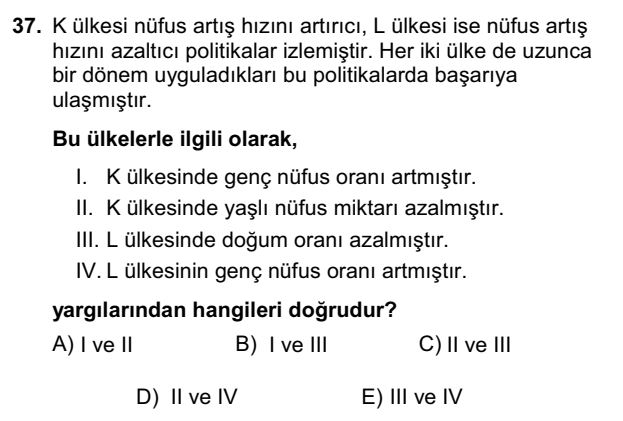 37. K ülkesi nüfus artış hızını artırıcı, L ülkesi ise nüfus artış
hızını azaltıcı politikalar izlemiştir. Her iki ülke de uzunca
bir dönem uyguladıkları bu politikalarda başarıya
ulaşmıştır.
Bu ülkelerle ilgili olarak,
I. K ülkesinde genç nüfus oranı artmıştır.
II. K ülkesinde yaşlı nüfus miktarı azalmıştır.
III. L ülkesinde doğum oranı azalmıştır.
IV. L ülkesinin genç nüfus oranı artmıştır.
yargılarından hangileri doğrudur?
A) I ve II B) I ve III C) II ve III
D) II ve IV E) III ve IV